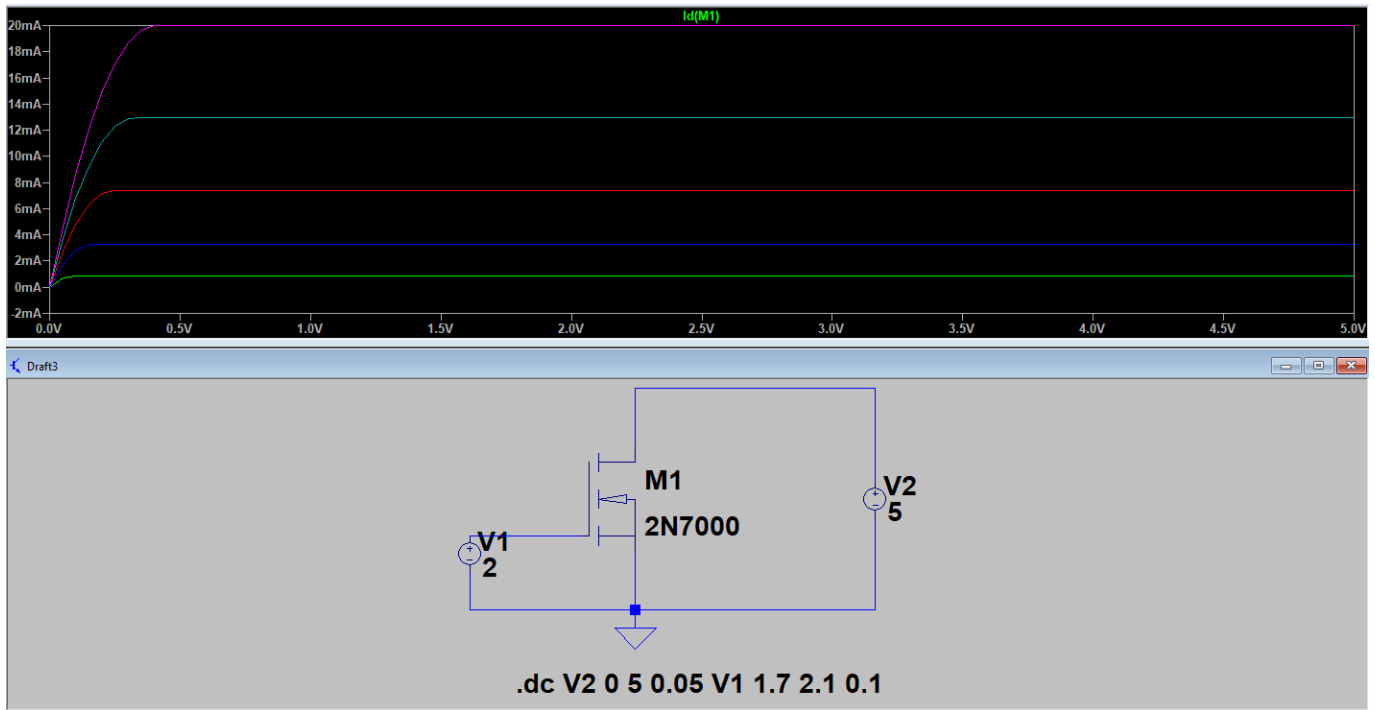 Id(M1)
20mA
18mA
16mA
14mA
12mA
10mA
8mA
6mA
4mA
2mA
0mA
-2mA
0.0V 0.5V 1.0V 1.5V 2.0V 2.5V 3.0V 3.5V 4.0V 4.5V 5.0V
Draft3
M1
2N7000
V2
5
V1
2
.dc V2 0 5 0.05 V1 1.7 2.1 0.1